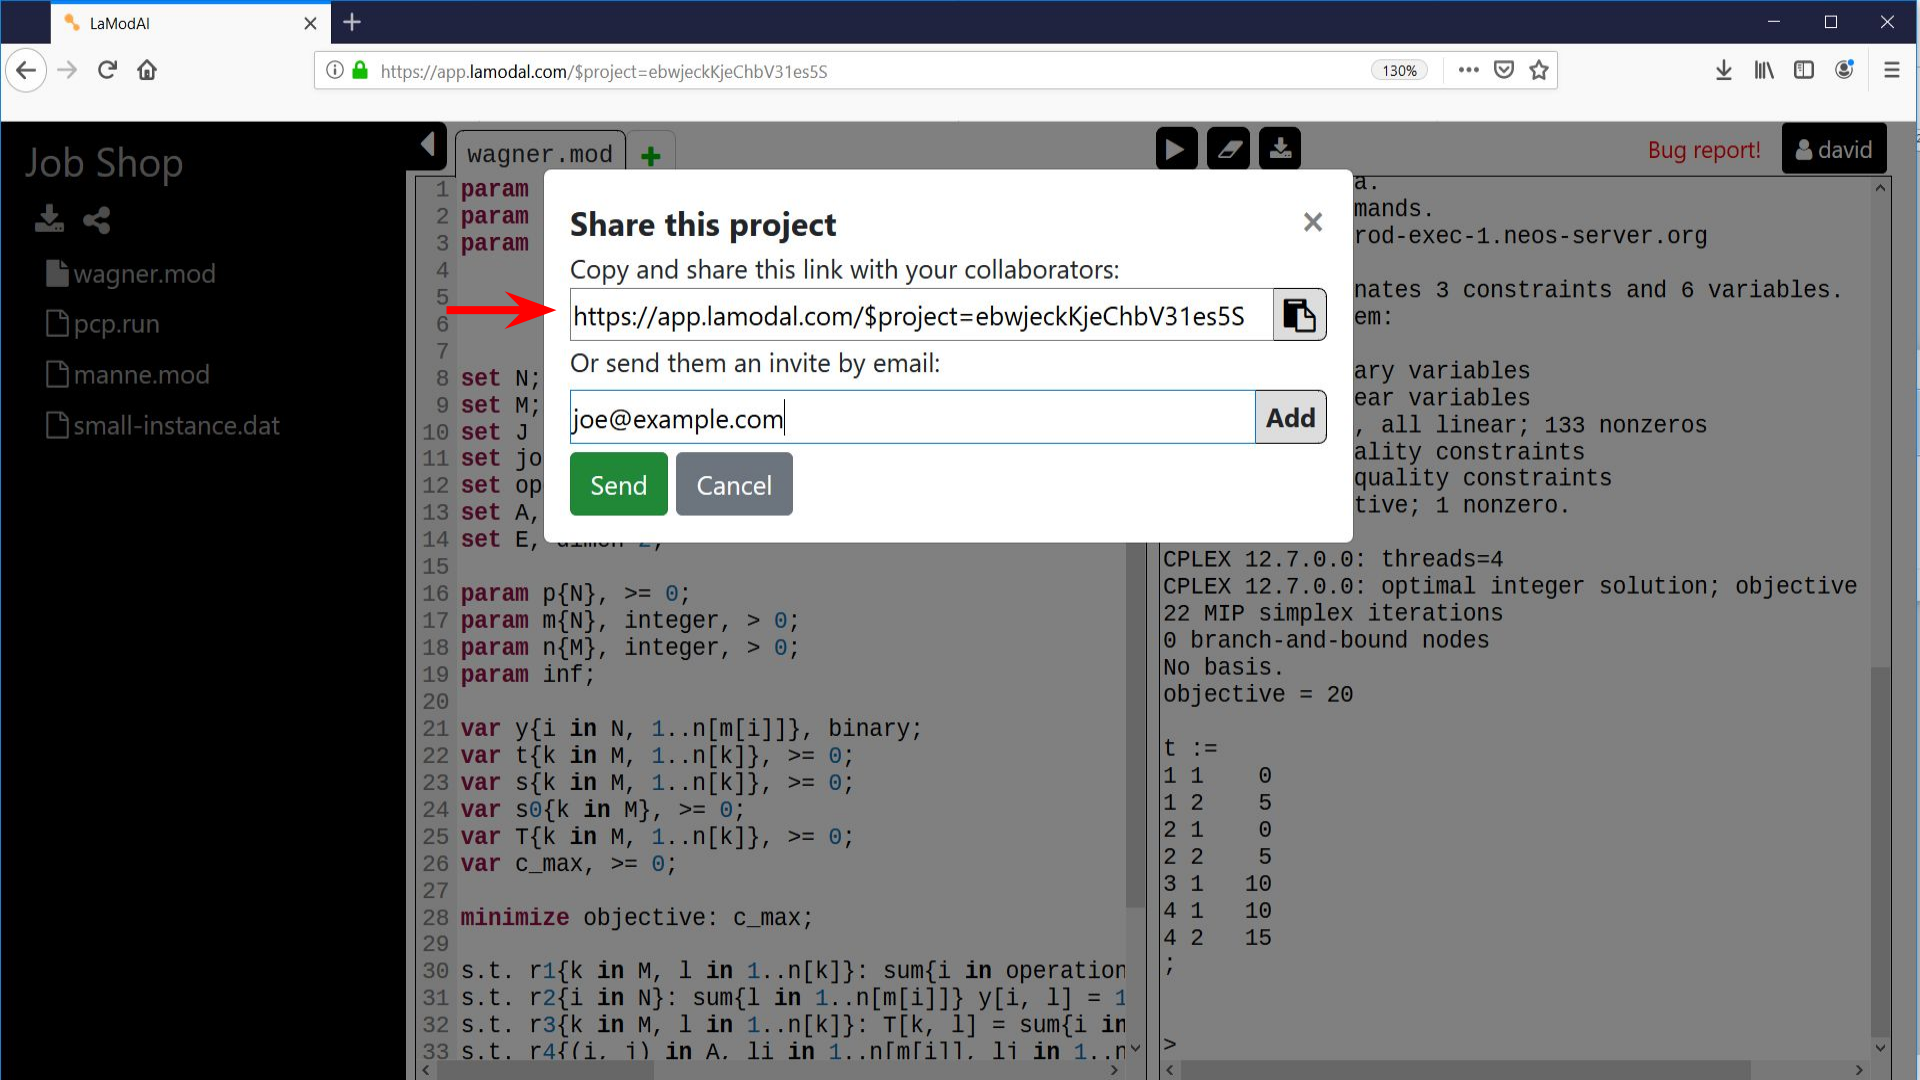 LaModAl
https://app.lamodal.com/$project=ebwjeckKjeChbV31es5S
130%
Job Shop
wagner.mod
pcp.run
manne.mod
small-instance.dat
wagner.mod
Bug report!
david
Share this project
Copy and share this link with your collaborators:
https://app.lamodal.com/$project=ebwjeckKjeChbV31es5S
Or send them an invite by email:
joe@example.com
Add
Send
Cancel
1 param
2 param
3 param
4
5
6
7
8 set N;
9 set M;
10 set J
11 set jo
12 set op
13 set A,
14 set E, dimen 2;
15
16 param p{N}, >= 0;
17 param m{N}, integer, > 0;
18 param n{M}, integer, > 0;
19 param inf;
20
21 var y{i in N, 1..n[m[i]]}, binary;
22 var t{k in M, 1..n[k]}, >= 0;
23 var s{k in M, 1..n[k]}, >= 0;
24 var s0{k in M}, >= 0;
25 var T{k in M, 1..n[k]}, >= 0;
26 var c_max, >= 0;
27
28 minimize objective: c_max;
29
30 s.t. r1{k in M, l in 1..n[k]}: sum{i in operation
31 s.t. r2{i in N}: sum{l in 1..n[m[i]]} y[i, l] = 1
32 s.t. r3{k in M, l in 1..n[k]}: T[k, l] = sum{i in
33 s.t. r4{(i, j) in A, li in 1..n[m[i]], lj in 1..n
a.
mands.
rod-exec-1.neos-server.org
nates 3 constraints and 6 variables.
em:
ary variables
ear variables
, all linear; 133 nonzeros
ality constraints
quality constraints
tive; 1 nonzero.
CPLEX 12.7.0.0: threads=4
CPLEX 12.7.0.0: optimal integer solution; objective
22 MIP simplex iterations
0 branch-and-bound nodes
No basis.
objective = 20
t :=
1 1 0
1 2 5
2 1 0
2 2 5
3 1 10
4 1 10
4 2 15
;
>